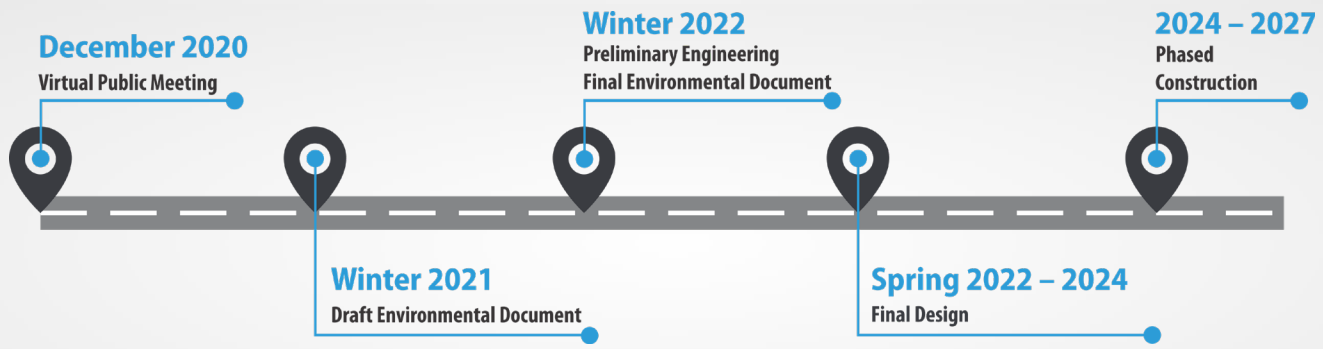 December 2020
Virtual Public Meeting
Winter 2021
Draft Environmental Document
Winter 2022
Preliminary Engineering
Final Environmental Document
Spring 2022 – 2024
Final Design
2024 – 2027
Phased
Construction